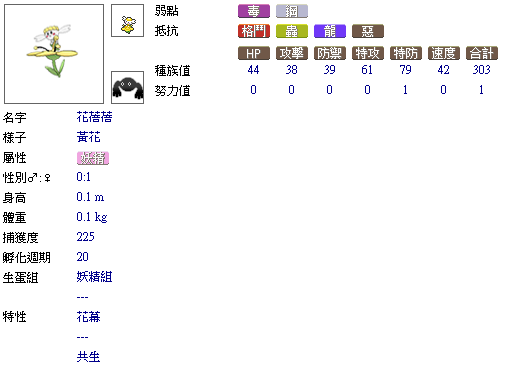 弱點 毒 鋼
抵抗 格鬥 蟲 龍 惡
HP 攻擊 防禦 特攻 特防 速度 合計
種族值 44 38 39 61 79 42 303
努力值 0 0 0 0 1 0 1
名字 花蓓蓓
樣子 黃花
屬性 妖精
性別♂:♀ 0:1
身高 0.1 m
體重 0.1 kg
捕獲度 225
孵化週期 20
生蛋組 妖精組
---
特性 花幕
---
共生